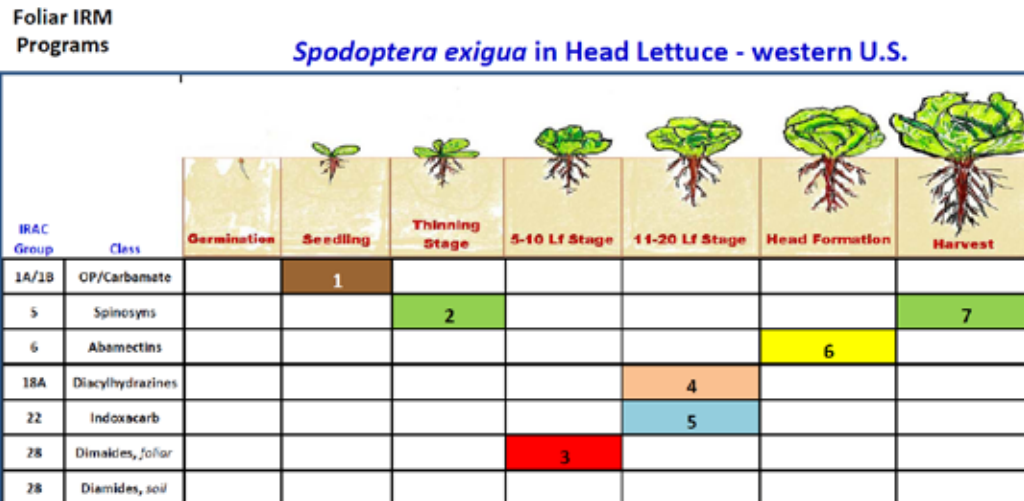 Foliar IRM
Programs
Spodoptera exigua in Head Lettuce - western U.S.
IRAC
Group
Class
Germination
Seedling
Thinning
Stage
5-10 Lf Stage
11-20 Lf Stage
Head Formation
Harvest
1A/1B OP/Carbamate 1
5 Spinosyns 2 7
6 Abamectins 6
18A Diacylhydrazines 4
22 Indoxacarb 5
28 Dimaides, foliar 3
28 Diamides, soil